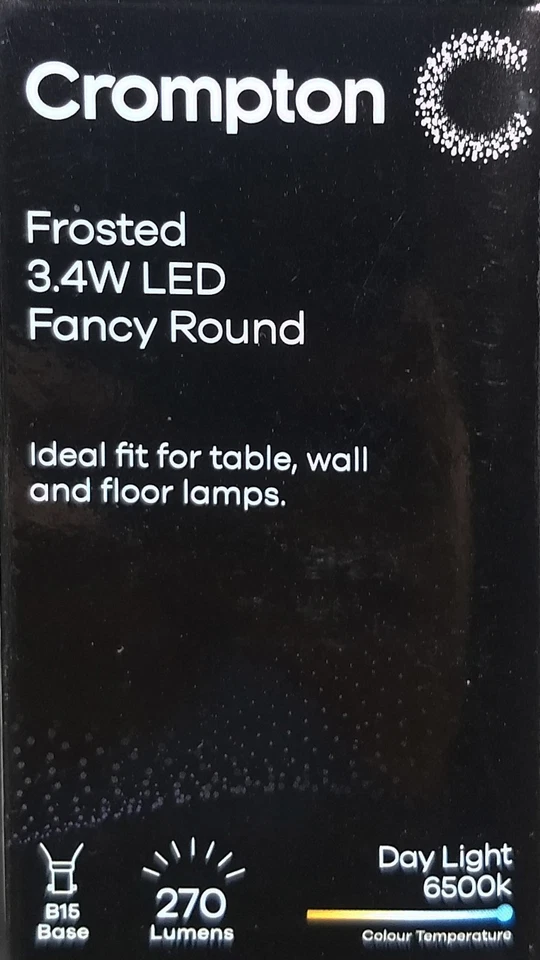 Crompton
Frosted
3.4W LED
Fancy Round
Ideal fit for table, wall
and floor lamps.
B15
Base
270
Lumens
Day Light
6500k
Colour Temperature